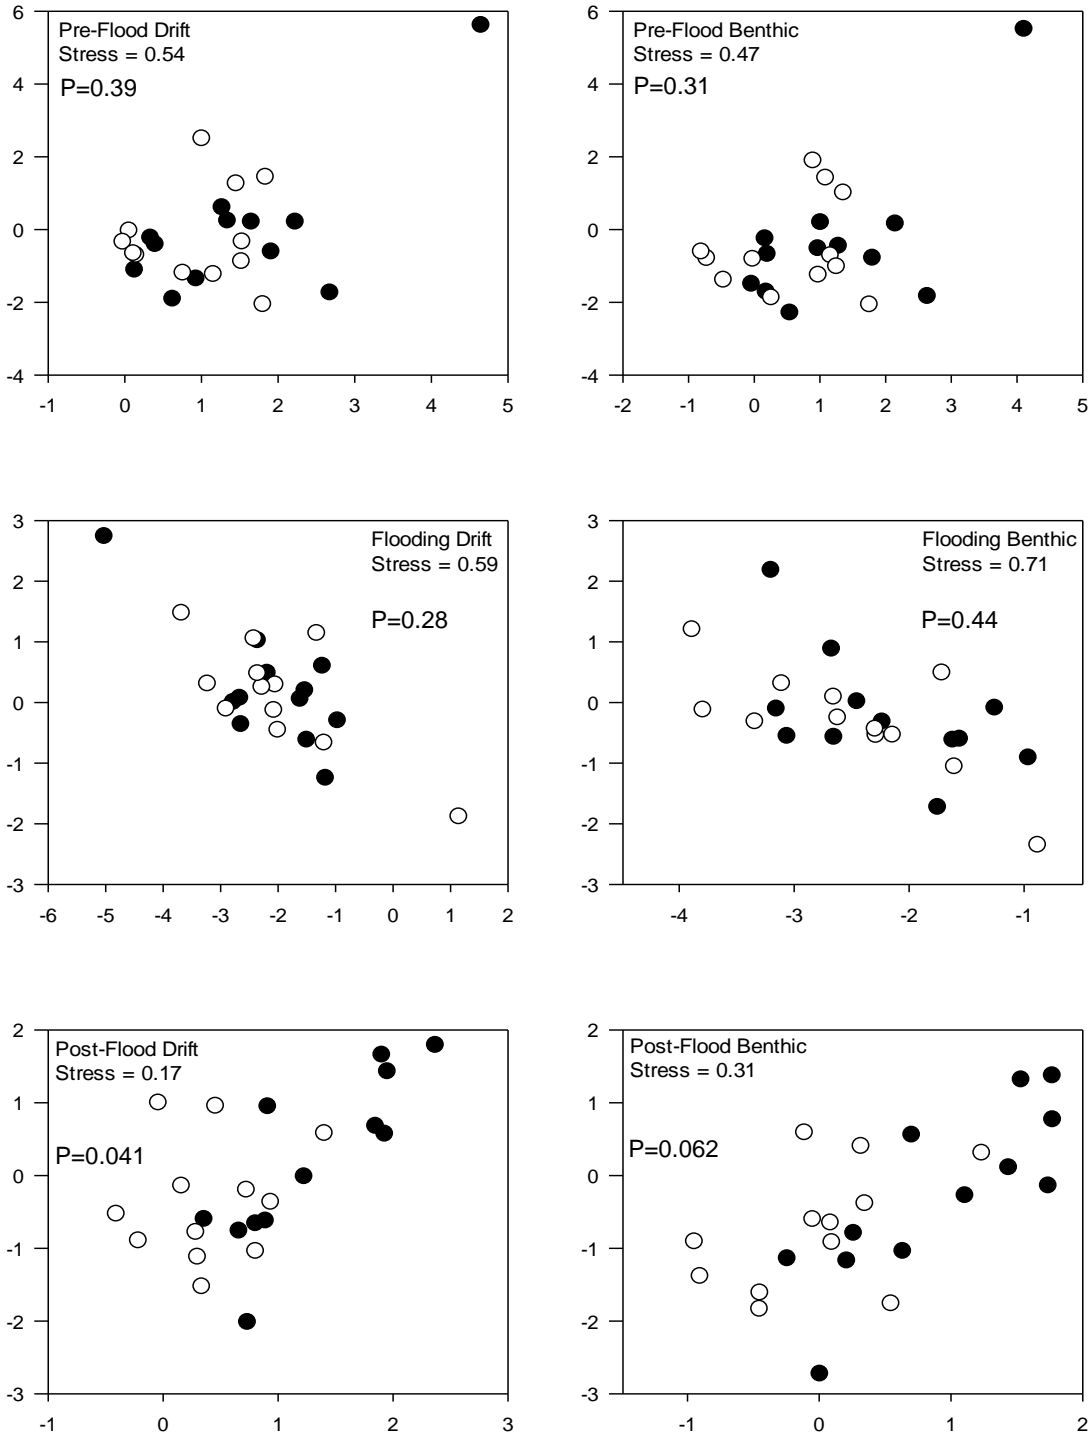 Pre-Flood Drift
Stress = 0.54
P=0.39
6
4
2
0
-2
-4
-1 0 1 2 3 4 5
Pre-Flood Benthic
Stress = 0.47
P=0.31
6
4
2
0
-2
-4
-2 -1 0 1 2 3 4 5
Flooding Drift
Stress = 0.59
P=0.28
3
2
1
0
-1
-2
-3
-6 -5 -4 -3 -2 -1 0 1 2
Flooding Benthic
Stress = 0.71
P=0.44
3
2
1
0
-1
-2
-3
-4 -3 -2 -1
Post-Flood Drift
Stress = 0.17
P=0.041
2
1
0
-1
-2
-3
-1 0 1 2 3
Post-Flood Benthic
Stress = 0.31
P=0.062
2
1
0
-1
-2
-3
-1 0 1 2